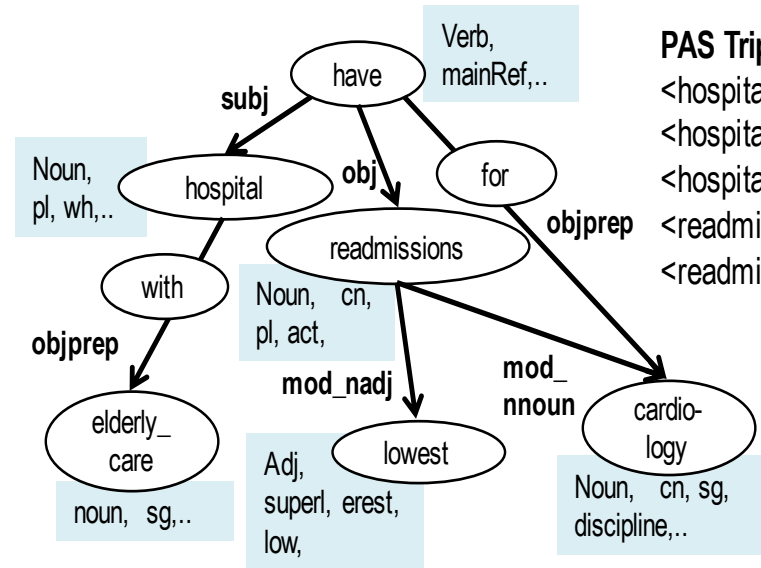 Verb,
mainRef,..
PAS Trip
have
subj
<hospita
<hospita
<hospita
<readmis
<readmis
Noun,
pl, wh,..
hospital
obj
for
objprep
readmissions
with
Noun, cn,
pl, act,
objprep
mod_nadj
mod_
nnoun
elderly_
care
lowest
cardio-
logy
noun, sg,..
Adj,
superl, erest,
low,
Noun, cn, sg,
discipline,..